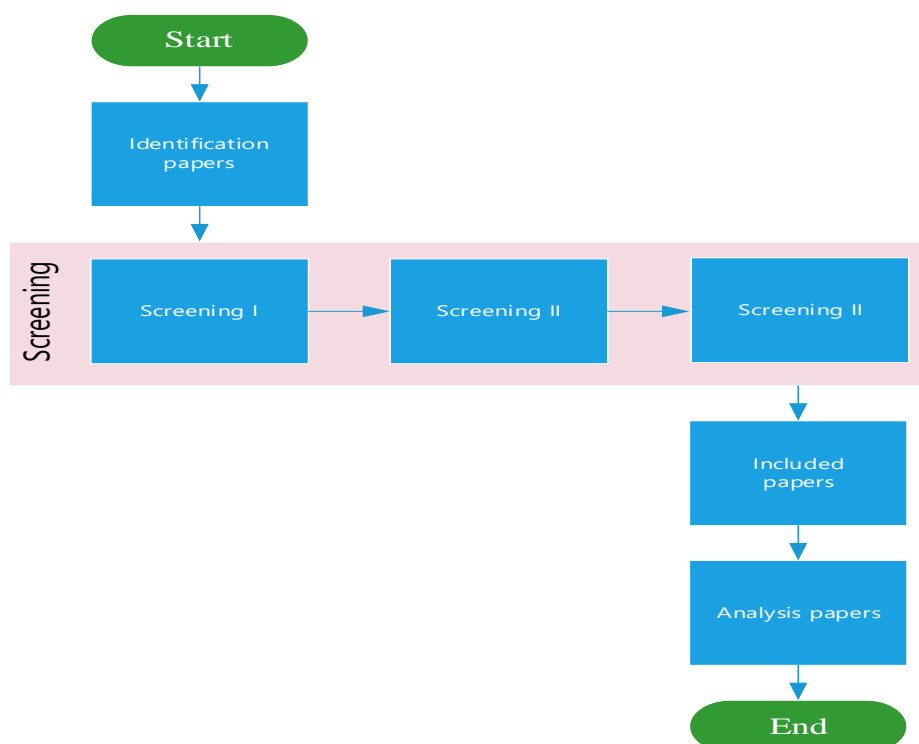 Start
Identification
papers
Screening
Screening I
Screening II
Screening II
Included
papers
Analysis papers
End